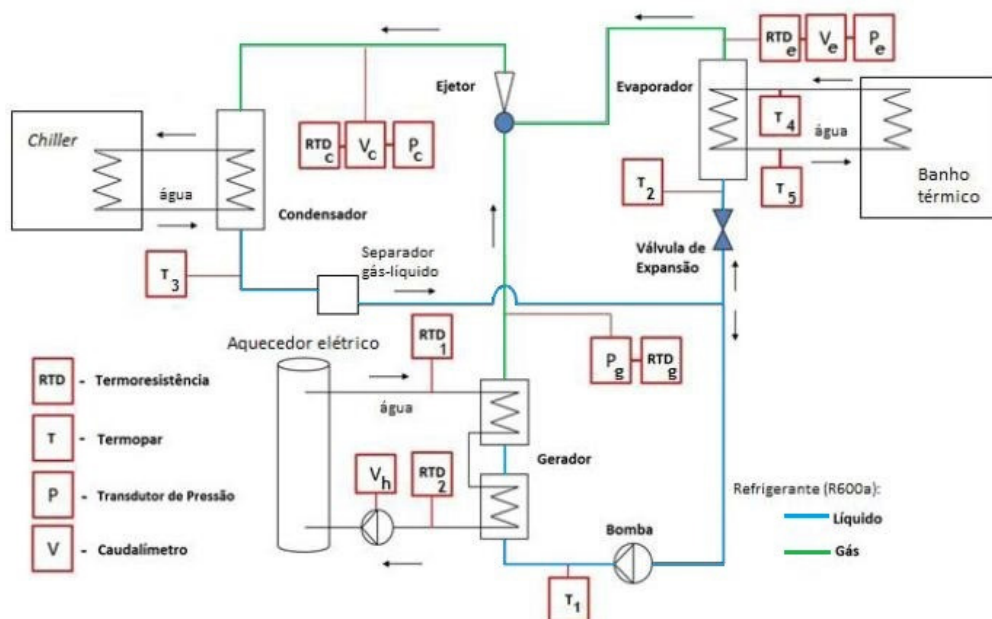 RTD e
V e
P e
Ejetor
Evaporador
Chiller
RTD c
V c
P c
T 4
água
T 2
T 5
Banho
térmico
água
Condensador
Separador
gás-líquido
Válvula de
Expansão
T 3
Aquecedor elétrico
RTD 1
P g
RTD g
RTD - Termoresistência
água
T - Termopar
Gerador
V h
RTD 2
P - Transdutor de Pressão
Refrigerante (R600a):
Líquido
V - Caudalímetro
Bomba
Gás
T 1